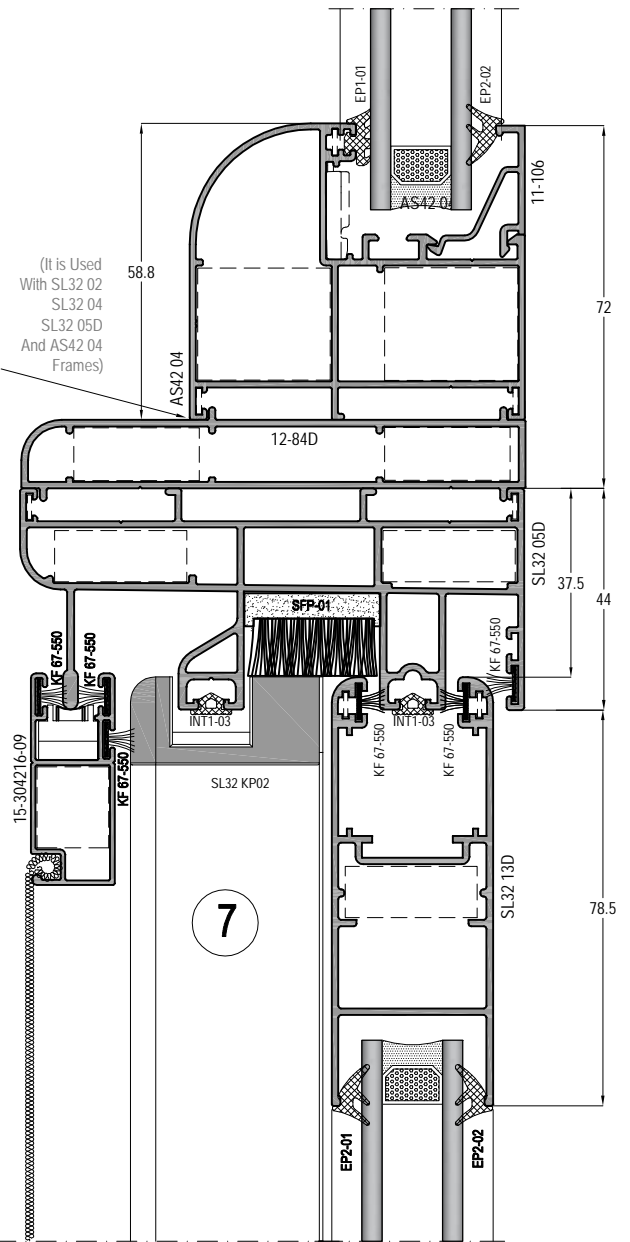 EP1-01
EP2-02
11-106
AS42 04
58.8
72
(It is Used
With SL32 02
SL32 04
SL32 05D
And AS42 04
Frames)
AS42 04
12-84D
SL32 05D
37.5
44
SFP-01
KF 67-550
KF 67-550
KF 67-550
INT1-03
INT1-03
KF 67-550
KF 67-550
KF 67-550
SL32 KP02
15-304216-09
SL32 13D
78.5
7
EP2-01
EP2-02